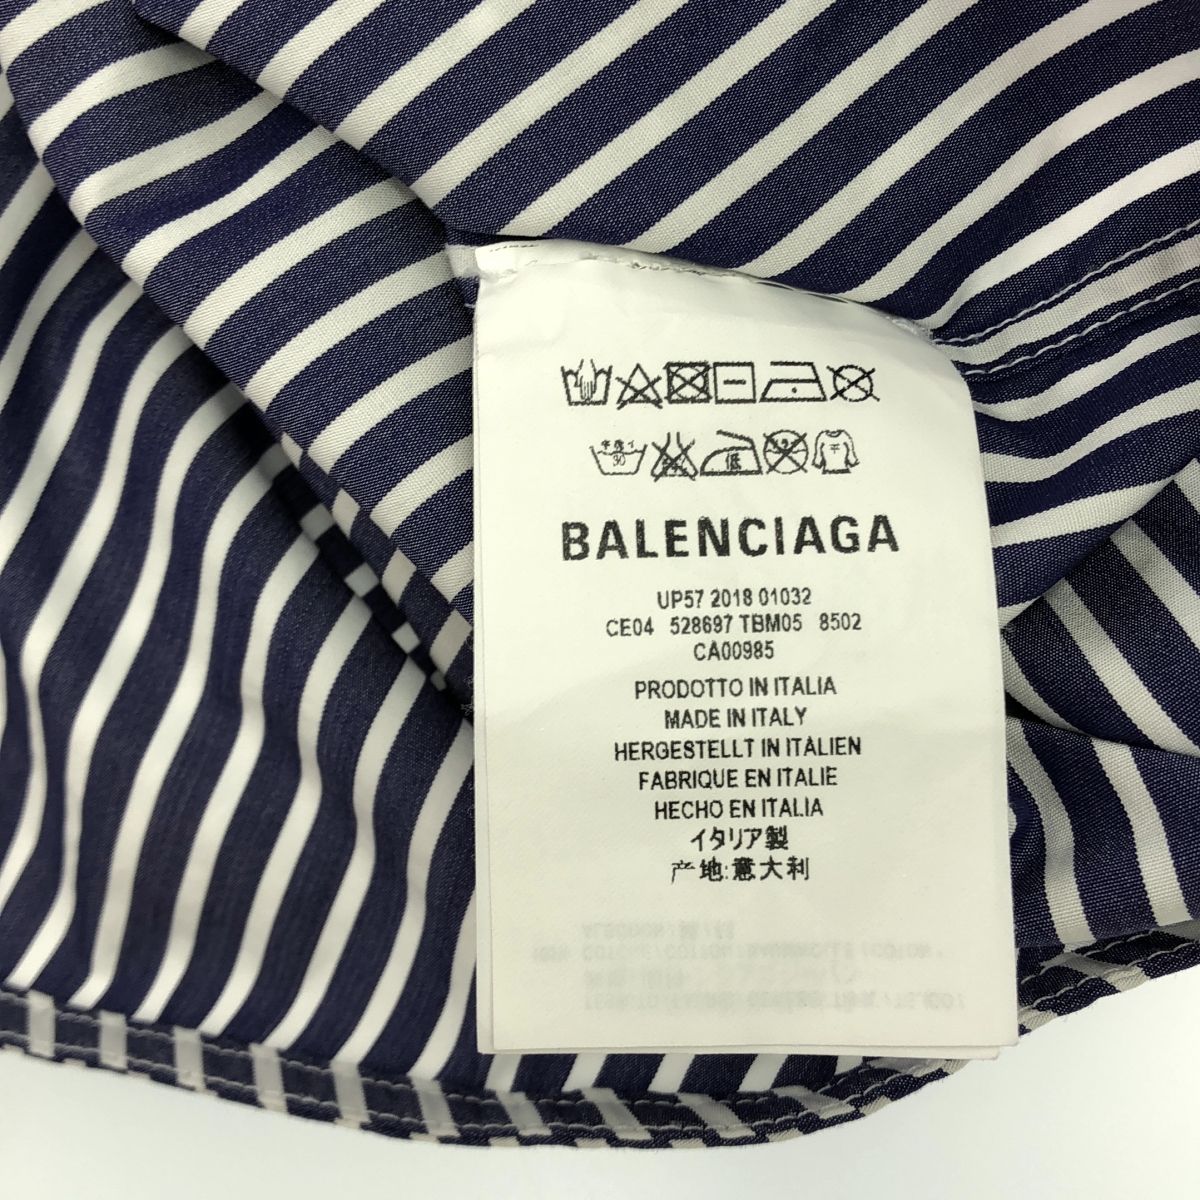 BALENCIAGA
UP57 2018 01032
CE04 528697 TBM05 8502
CA00985
PRODOTTO IN ITALIA
MADE IN ITALY
HERGESTELLT IN ITALIEN
FABRIQUE EN ITALIE
HECHO EN ITALIA
イタリア製
产地:意大利